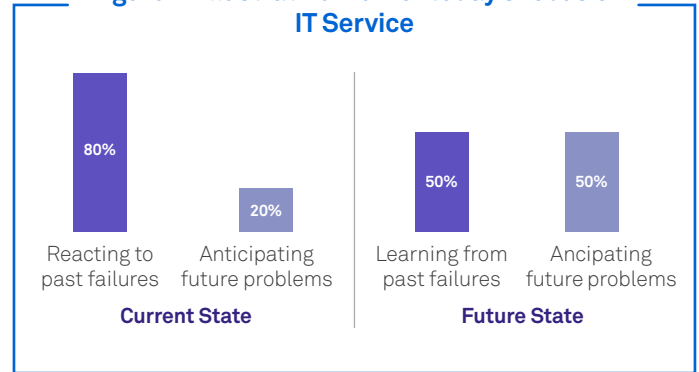 IT Service
80%
20%
50%
50%
Reacting to
past failures
Anticipating
future problems
Learning from
past failures
Ancipating
future problems
Current State
Future State